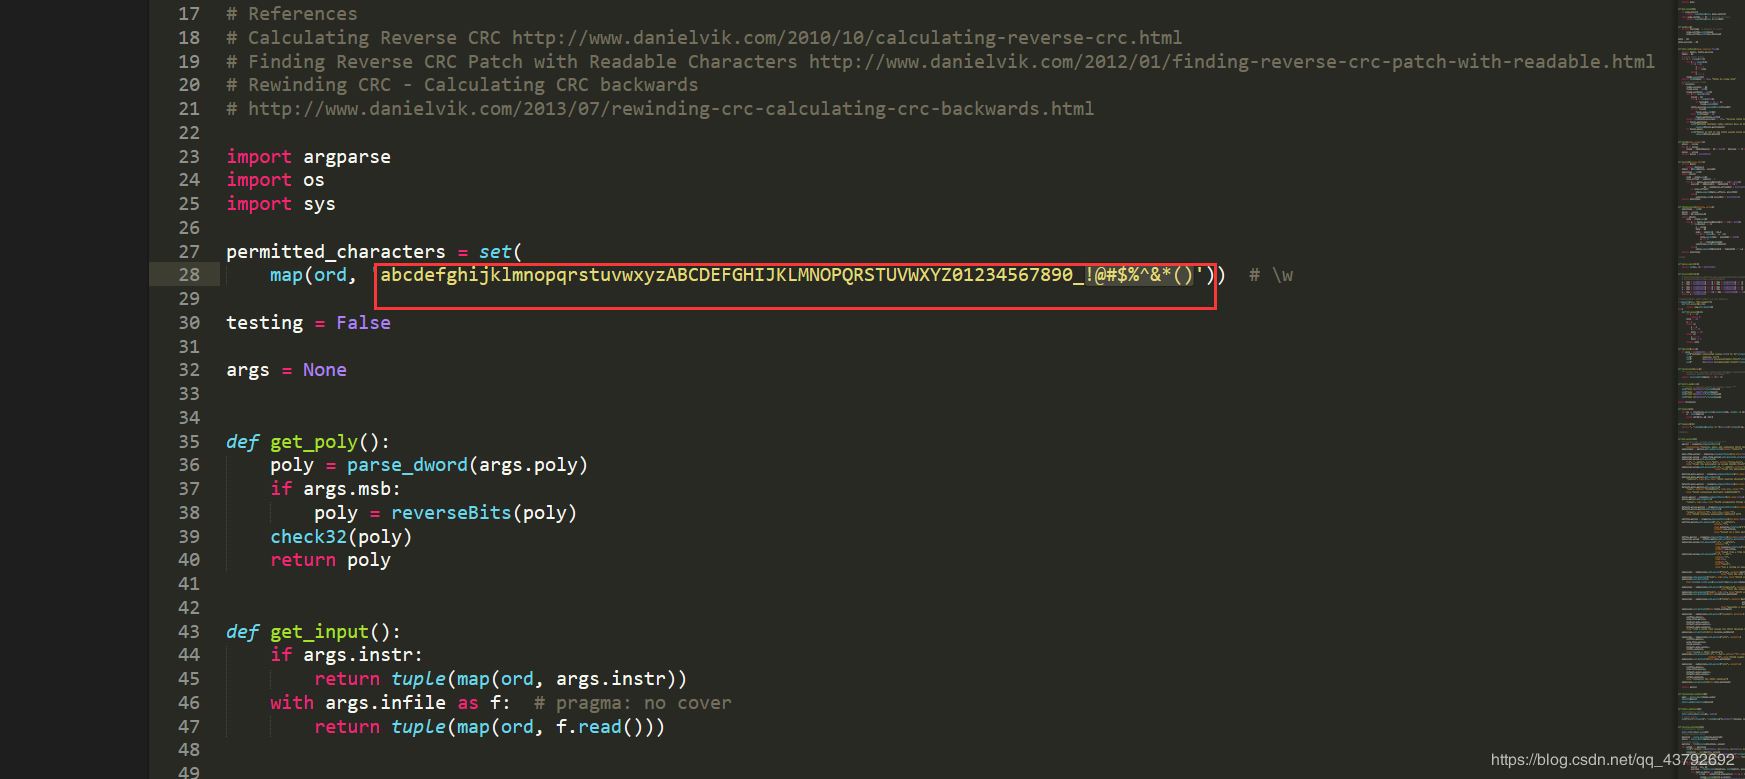 17 # References
18 # Calculating Reverse CRC http://www.danielvik.com/2010/10/calculating-reverse-crc.html
19 # Finding Reverse CRC Patch with Readable Characters http://www.danielvik.com/2012/01/finding-reverse-crc-patch-with-readable.html
20 # Rewinding CRC - Calculating CRC backwards
21 # http://www.danielvik.com/2013/07/rewinding-crc-calculating-crc-backwards.html
22
23 import argparse
24 import os
25 import sys
26
27 permitted_characters = set(
28     map(ord, 'abcdefghijklmnopqrstuvwxyzABCDEFGHIJKLMNOPQRSTUVWXYZ01234567890_!@#$%^&*()'))  # \w
29
30 testing = False
31
32 args = None
33
34
35 def get_poly():
36     poly = parse_dword(args.poly)
37     if args.msb:
38         poly = reverseBits(poly)
39     check32(poly)
40     return poly
41
42
43 def get_input():
44     if args.instr:
45         return tuple(map(ord, args.instr))
46     with args.infile as f:  # pragma: no cover
47         return tuple(map(ord, f.read()))
48
49
https://blog.csdn.net/qq_43792692